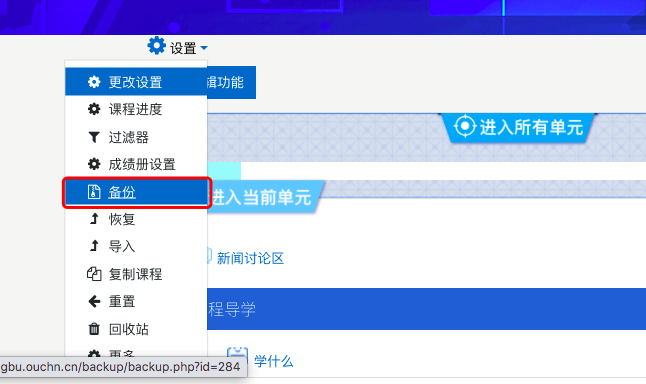 设置
更改设置
辑功能
课程进度
进入所有单元
过滤器
成绩册设置
备份
进入当前单元
恢复
导入
新闻讨论区
复制课程
重置
程导学
回收站
更多
学什么
gbu.ouchn.cn/backup/backup.php?id=284